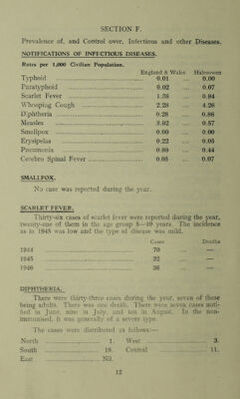 SECTION F.
Prevalence of, and Control over, Infectious and other Diseases.
NOTIFICATIONS OF INFECTIOUS DISEASES.
Rates per 1,000 Civilian Population.
England & Wales Halesowen
Typhoid 0.01 ... 0.00
Paratyphoid 0.02 ... 0.07
Scarlet Fever 1.38 ... 0.94
Whooping Cough 2.28 ... 4.26
Diphtheria 0.28 ... 0.86
Measles 3.92 ... 0.57
Smallpox 0.00 ... 0.00
Erysipelas 0.22 ... 0.05
Pneumonia 0.89 ... 0.44
Cerebro Spinal Fever 0.05 ... 0.07
SMALLPOX.
No case was reported during the year.
SCARLET FEVER.
Thirty-six cases of scarlet fever were reported during the year,
twenty-one of them in the age group 5—10 years. The incidence
as in 1945 was low and the type of disease was mild.
Cases Deaths
1944 70 —
1945 32 —
1946 36 —
DIPHTHERIA.
There were thirty-three cases during the year, seven of these
being adults. There was one death. There were seven cases noti-
fied in June, nine in July, and ten in August. In the non-
immunised, it was generally of a severe type.
The cases were distributed as follows:—
North 1. West 3.
South 18. Central 11.
East Nil.
12